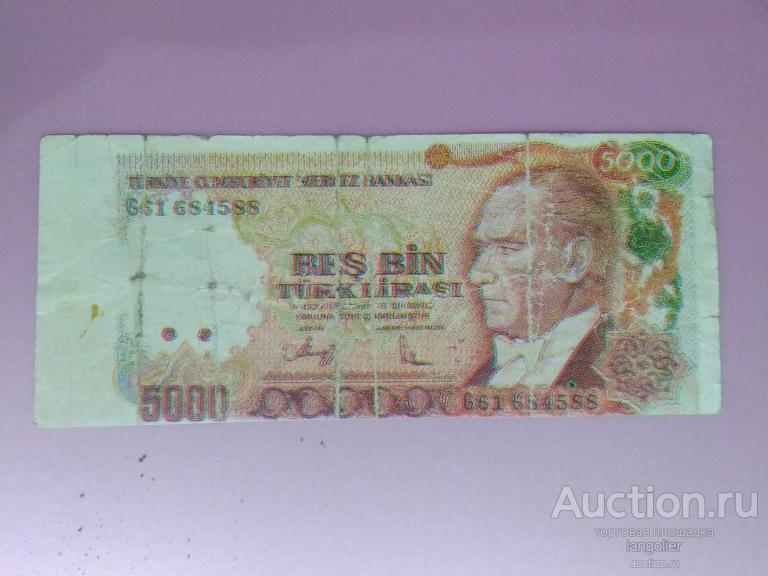 5000
TÜRKİYE CUMHURİYET MERKEZ BANKASI
G61 684588
BEŞ BİN
TÜRK LİRASI
5000
G61 684588
Auction.ru
торговая площадка
langolier
auction.ru